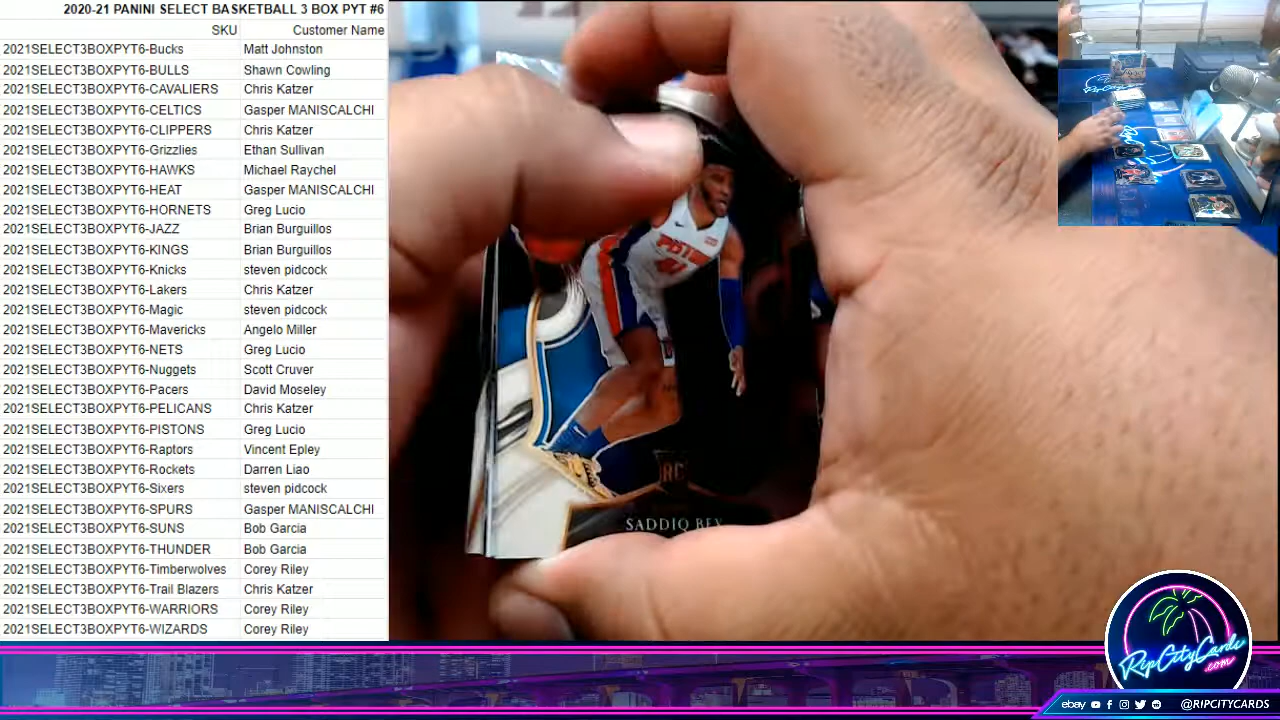 2020-21 PANINI SELECT BASKETBALL 3 BOX PYT #6
SKU Customer Name
2021SELECT3BOXPYT6-Bucks Matt Johnston
2021SELECT3BOXPYT6-BULLS Shawn Cowling
2021SELECT3BOXPYT6-CAVALIERS Chris Katzer
2021SELECT3BOXPYT6-CELTICS Gasper MANISCALCHI
2021SELECT3BOXPYT6-CLIPPERS Chris Katzer
2021SELECT3BOXPYT6-Grizzlies Ethan Sullivan
2021SELECT3BOXPYT6-HAWKS Michael Raychel
2021SELECT3BOXPYT6-HEAT Gasper MANISCALCHI
2021SELECT3BOXPYT6-HORNETS Greg Lucio
2021SELECT3BOXPYT6-JAZZ Brian Burguillos
2021SELECT3BOXPYT6-KINGS Brian Burguillos
2021SELECT3BOXPYT6-Knicks steven pidcock
2021SELECT3BOXPYT6-Lakers Chris Katzer
2021SELECT3BOXPYT6-Magic steven pidcock
2021SELECT3BOXPYT6-Mavericks Angelo Miller
2021SELECT3BOXPYT6-NETS Greg Lucio
2021SELECT3BOXPYT6-Nuggets Scott Cruver
2021SELECT3BOXPYT6-Pacers David Moseley
2021SELECT3BOXPYT6-PELICANS Chris Katzer
2021SELECT3BOXPYT6-PISTONS Greg Lucio
2021SELECT3BOXPYT6-Raptors Vincent Epley
2021SELECT3BOXPYT6-Rockets Darren Liao
2021SELECT3BOXPYT6-Sixers steven pidcock
2021SELECT3BOXPYT6-SPURS Gasper MANISCALCHI
2021SELECT3BOXPYT6-SUNS Bob Garcia
2021SELECT3BOXPYT6-THUNDER Bob Garcia
2021SELECT3BOXPYT6-Timberwolves Corey Riley
2021SELECT3BOXPYT6-Trail Blazers Chris Katzer
2021SELECT3BOXPYT6-WARRIORS Corey Riley
2021SELECT3BOXPYT6-WIZARDS Corey Riley
PISTONS
RC
SADDIQ BEY
RipCityCards
.com
ebay @RIPCITYCARDS